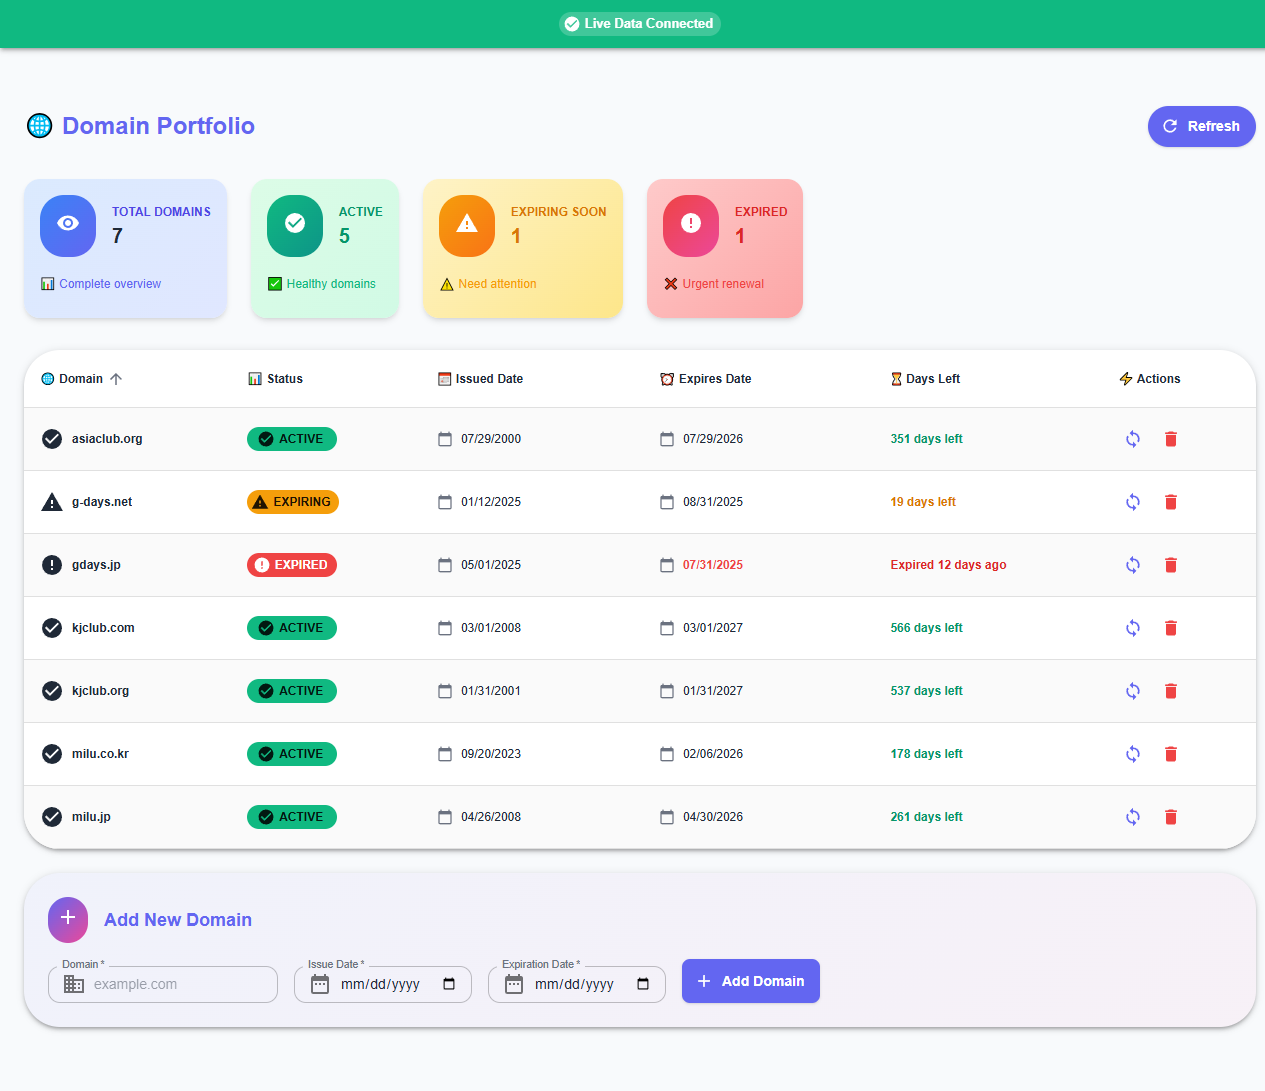 Live Data Connected
Domain Portfolio
Refresh
TOTAL DOMAINS
7
Complete overview
ACTIVE
5
Healthy domains
EXPIRING SOON
1
Need attention
EXPIRED
1
Urgent renewal
Domain Status Issued Date Expires Date Days Left Actions
asiaclub.org ACTIVE 07/29/2000 07/29/2026 351 days left
g-days.net EXPIRING 01/12/2025 08/31/2025 19 days left
gdays.jp EXPIRED 05/01/2025 07/31/2025 Expired 12 days ago
kjclub.com ACTIVE 03/01/2008 03/01/2027 566 days left
kjclub.org ACTIVE 01/31/2001 01/31/2027 537 days left
milu.co.kr ACTIVE 09/20/2023 02/06/2026 178 days left
milu.jp ACTIVE 04/26/2008 04/30/2026 261 days left
Add New Domain
Domain * Issue Date * Expiration Date *
example.com mm/dd/yyyy mm/dd/yyyy Add Domain